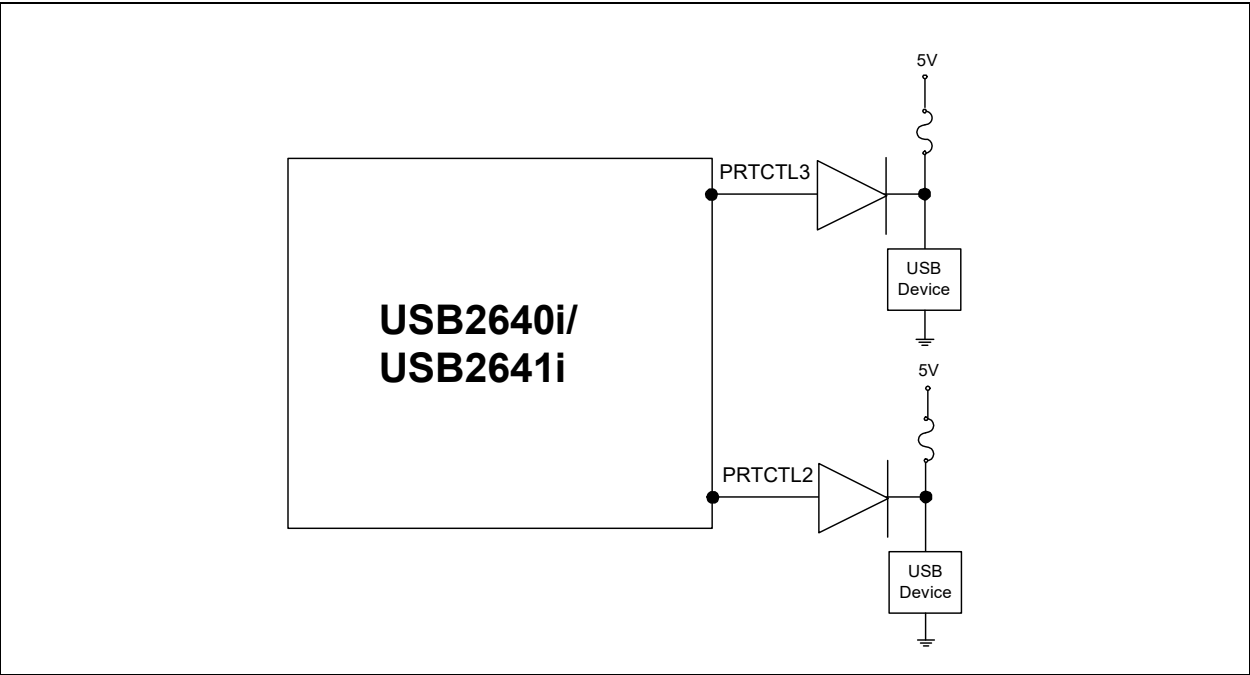 5V
PRTCTL3
USB
Device
USB2640i/
USB2641i
5V
PRTCTL2
USB
Device